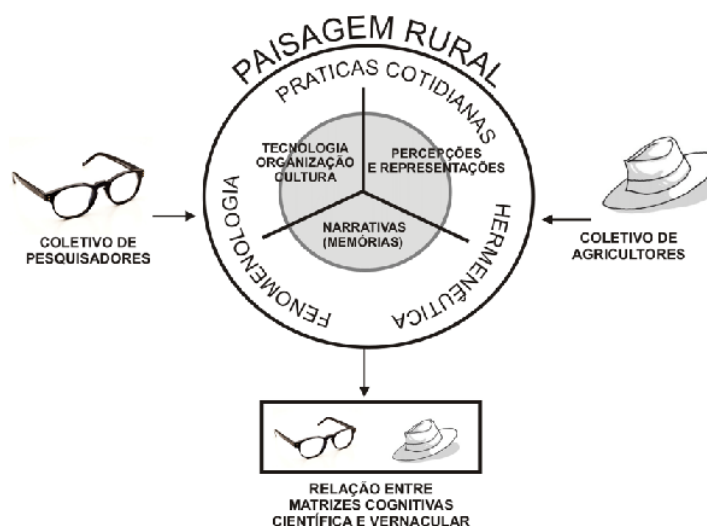 PAISAGEM RURAL
PRATICAS COTIDIANAS
TECNOLOGIA
ORGANIZAÇÃO
CULTURA
PERCEPÇÕES
E REPRESENTAÇÕES
NARRATIVAS
(MEMÓRIAS)
FENOMENOLOGIA
HERMENÊUTICA
COLETIVO DE
PESQUISADORES
COLETIVO DE
AGRICULTORES
RELAÇÃO ENTRE
MATRIZES COGNITIVAS
CIENTÍFICA E VERNACULAR